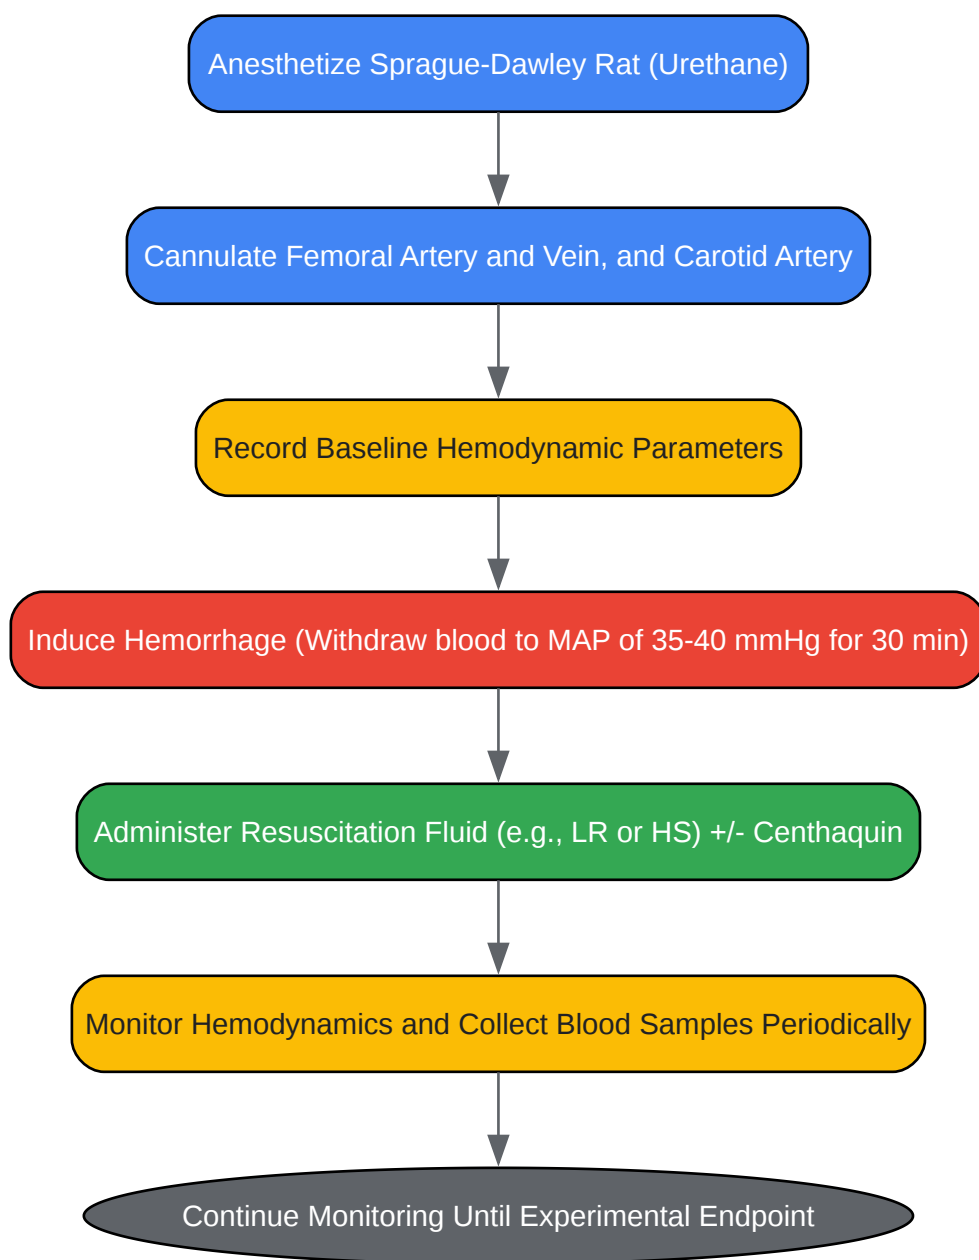 Anesthetize Sprague-Dawley Rat (Urethane)
Cannulate Femoral Artery and Vein, and Carotid Artery
Record Baseline Hemodynamic Parameters
Induce Hemorrhage (Withdraw blood to MAP of 35-40 mmHg for 30 min)
Administer Resuscitation Fluid (e.g., LR or HS) +/- Centhaquin
Monitor Hemodynamics and Collect Blood Samples Periodically
Continue Monitoring Until Experimental Endpoint